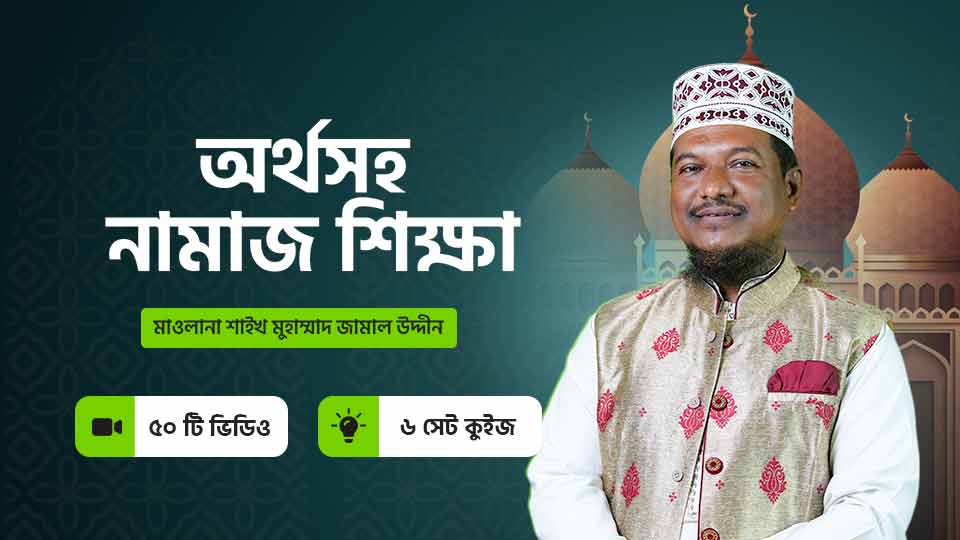 অর্থসহ
নামাজ শিক্ষা
মাওলানা শাইখ মুহাম্মাদ জামাল উদ্দীন
৫০ টি ভিডিও
৬ সেট কুইজ